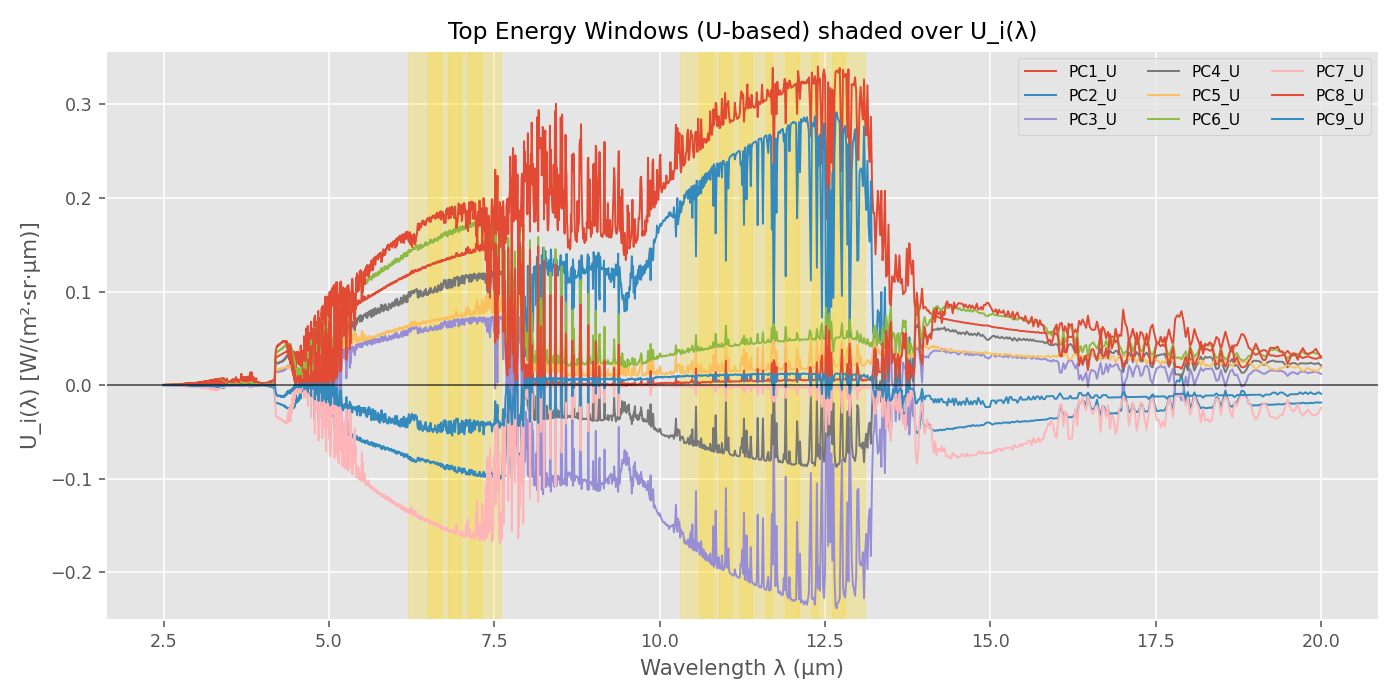 Top Energy Windows (U-based) shaded over U_i(λ)
U_i(λ) [W/(m²·sr·μm)]
0.3
0.2
0.1
0.0
−0.1
−0.2
PC1_U PC4_U PC7_U
PC2_U PC5_U PC8_U
PC3_U PC6_U PC9_U
2.5 5.0 7.5 10.0 12.5 15.0 17.5 20.0
Wavelength λ (μm)